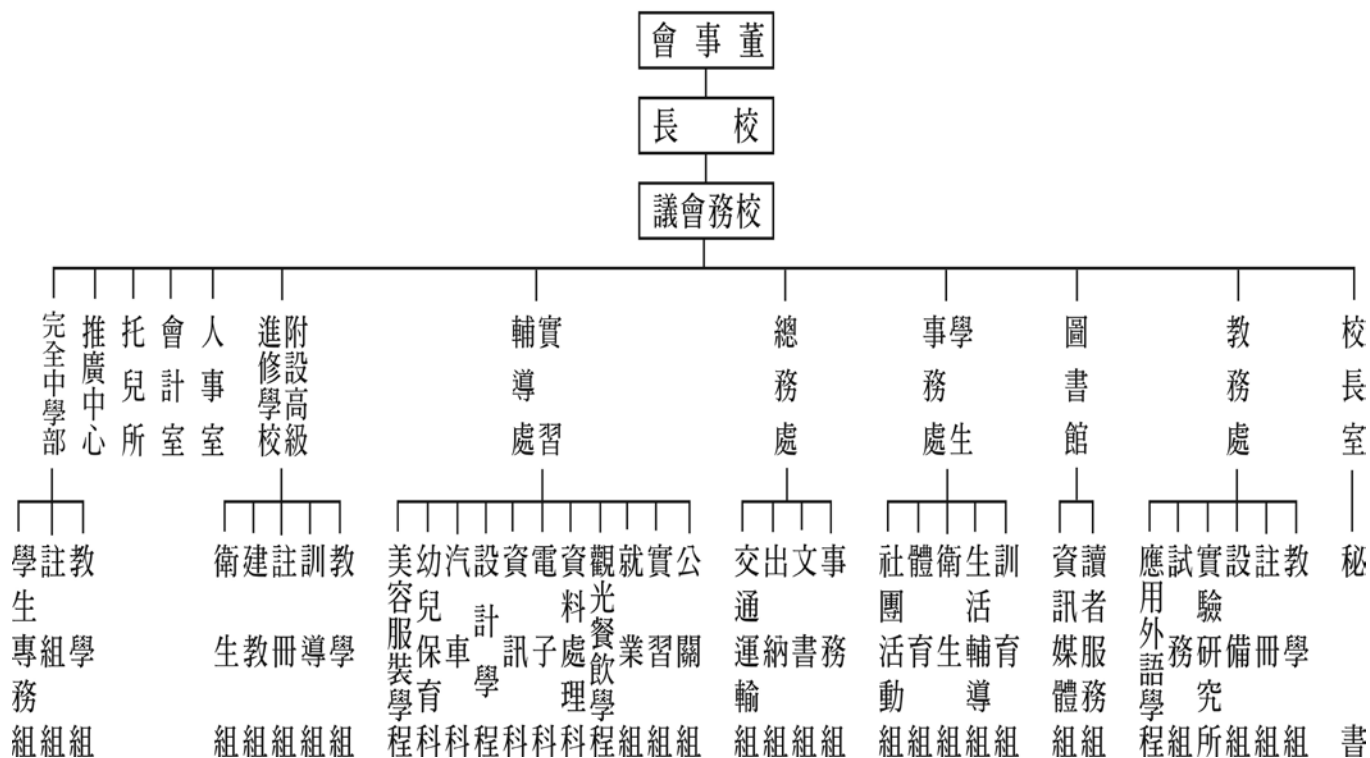 董事會
校長
校務會議
校長室
教務處
圖書館
學生
事務處
總務處
實習
輔導處
附設高級
進修學校
人事室
會計室
托兒所
推廣中心
完全中學部
秘書
教學組
註冊組
設備組
實驗研究所
試務組
應用外語學程
讀者服務組
資訊媒體組
訓育組
生活輔導組
衛生組
體育組
社團活動組
事務組
文書組
出納組
交通運輸組
公關組
實習組
就業組
觀光餐飲學程
資料處理科
電子科
資訊科
設計學程
汽車科
幼兒保育科
美容服裝學程
教學組
訓導組
註冊組
建教組
衛生組
教學組
註組組
學生專務組